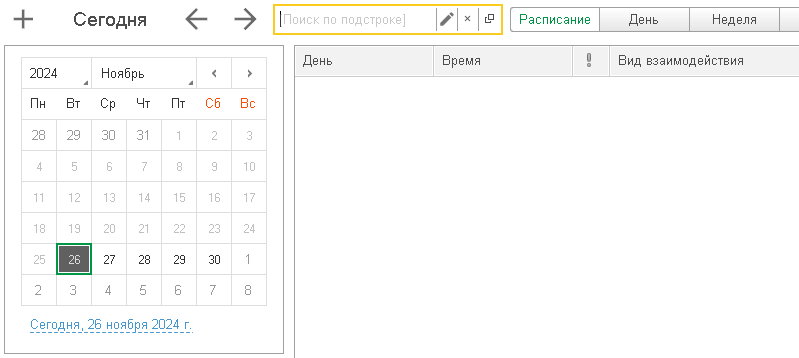 + Сегодня ← → [Поиск по подстроке] × Расписание День Неделя
2024 Ноябрь ‹ › День Время ! Вид взаимодействия
Пн Вт Ср Чт Пт Сб Вс
28 29 30 31 1 2 3
4 5 6 7 8 9 10
11 12 13 14 15 16 17
18 19 20 21 22 23 24
25 26 27 28 29 30 1
2 3 4 5 6 7 8
Сегодня, 26 ноября 2024 г.